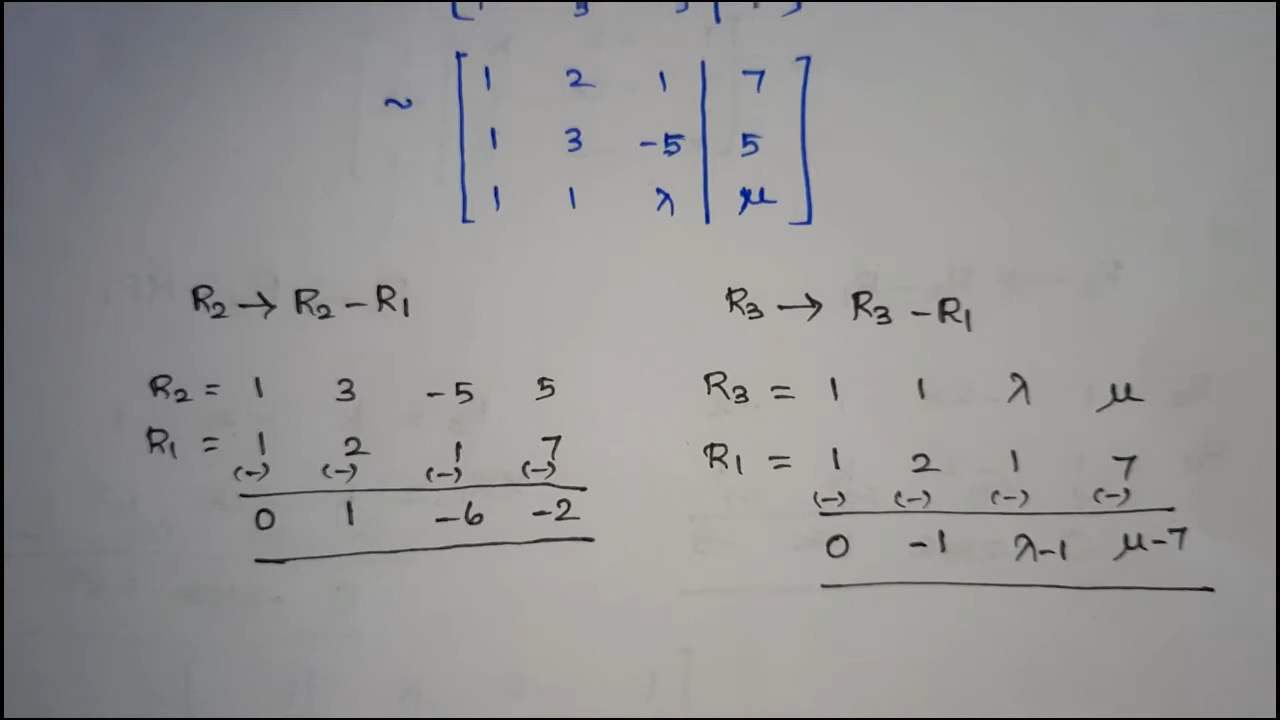 ~ [ 1 2 1 | 7 ]
1 3 -5 | 5
1 1 λ | μ
R2 → R2 - R1
R3 → R3 - R1
R2 = 1 3 -5 5
R1 = 1 2 1 7
(-) (-) (-) (-)
0 1 -6 -2
R3 = 1 1 λ μ
R1 = 1 2 1 7
(-) (-) (-) (-)
0 -1 λ-1 μ-7